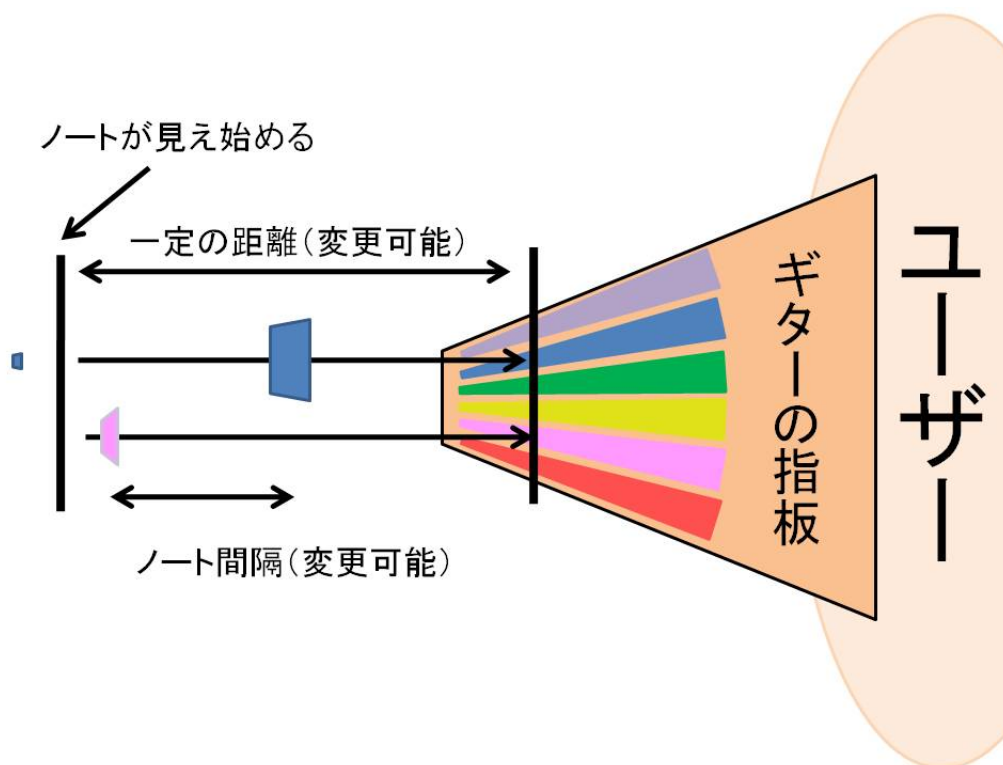 ノートが見え始める
一定の距離(変更可能)
ノート間隔(変更可能)
ギターの指板
ユーザー